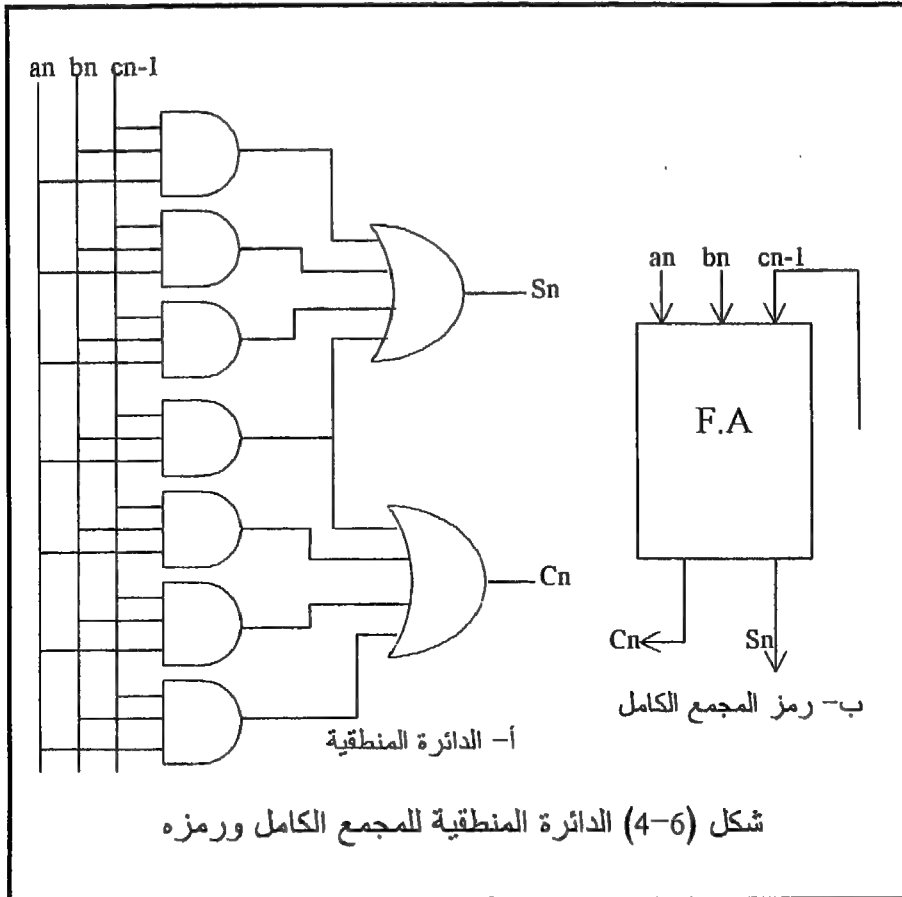 an bn cn-1
Sn
an bn cn-1
F.A
Cn
Cn
Sn
ب- رمز المجمع الكامل
أ- الدائرة المنطقية
شكل (4-6) الدائرة المنطقية للمجمع الكامل ورمزه